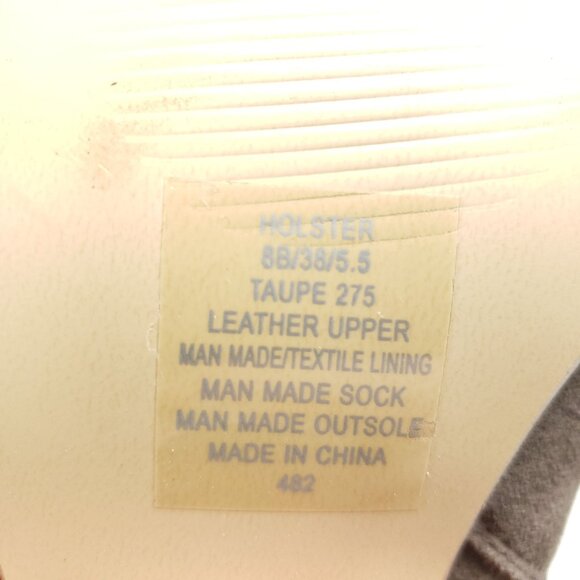 HOLSTER
8B/38/5.5
TAUPE 275
LEATHER UPPER
MAN MADE/TEXTILE LINING
MAN MADE SOCK
MAN MADE OUTSOLE
MADE IN CHINA
482